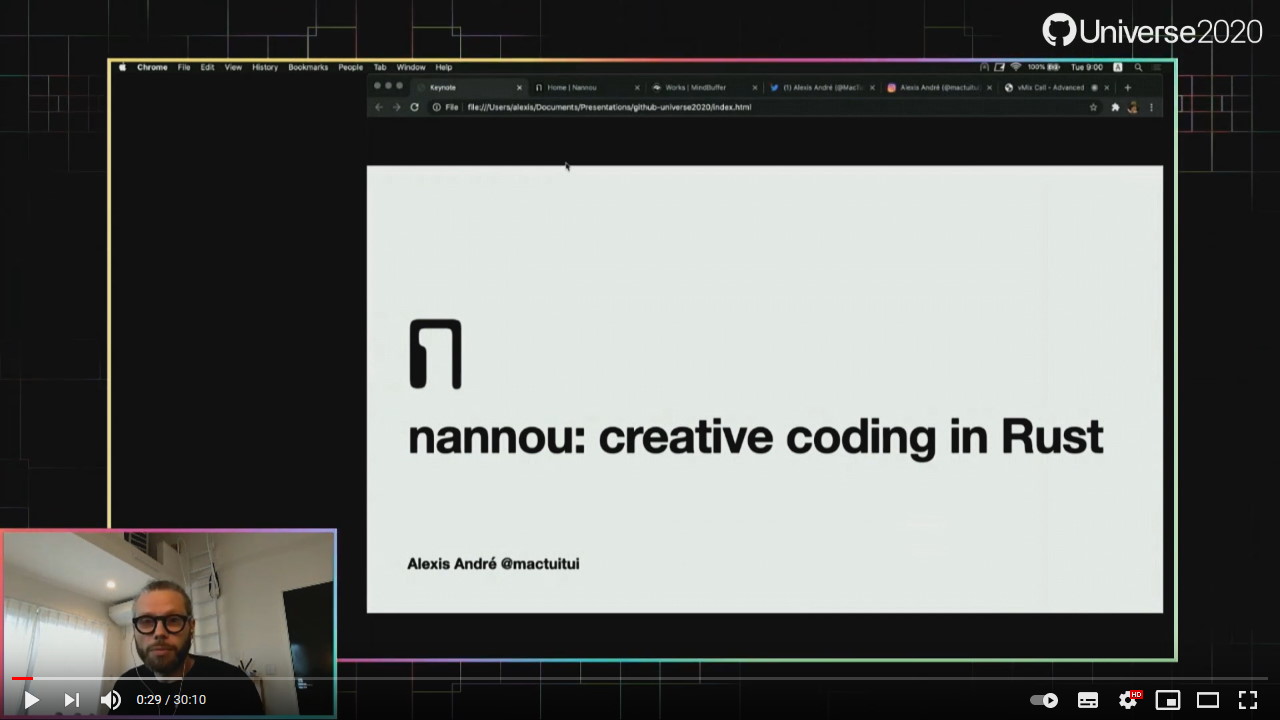 Universe2020
Chrome File Edit View History Bookmarks People Tab Window Help 100% Tue 9:00 A
Keynote Home | Nannou Works | MindBuffer (1) Alexis André (@MacTu Alexis André (@mactuitui vMix Call - Advanced
File file:///Users/alexis/Documents/Presentations/github-universe2020/index.html
nannou: creative coding in Rust
Alexis André @mactuitui
0:29 / 30:10 HD